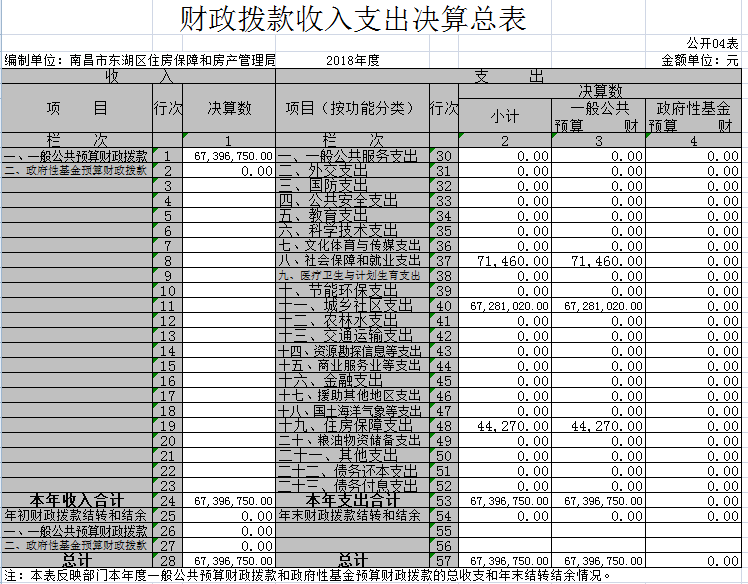 财政拨款收入支出决算总表
公开04表
编制单位：南昌市东湖区住房保障和房产管理局 2018年度 金额单位：元
收 入 支 出
项 目 行次 决算数 项目（按功能分类） 行次 决算数
小计 一般公共预算 财 政府性基金预算 财
栏 次 1 栏 次 2 3 4
一、一般公共预算财政拨款 1 67,396,750.00 一、一般公共服务支出 30 0.00 0.00 0.00
二、政府性基金预算财政拨款 2 0.00 二、外交支出 31 0.00 0.00 0.00
3 三、国防支出 32 0.00 0.00 0.00
4 四、公共安全支出 33 0.00 0.00 0.00
5 五、教育支出 34 0.00 0.00 0.00
6 六、科学技术支出 35 0.00 0.00 0.00
7 七、文化体育与传媒支出 36 0.00 0.00 0.00
8 八、社会保障和就业支出 37 71,460.00 71,460.00 0.00
9 九、医疗卫生与计划生育支出 38 0.00 0.00 0.00
10 十、节能环保支出 39 0.00 0.00 0.00
11 十一、城乡社区支出 40 67,281,020.00 67,281,020.00 0.00
12 十二、农林水支出 41 0.00 0.00 0.00
13 十三、交通运输支出 42 0.00 0.00 0.00
14 十四、资源勘探信息等支出 43 0.00 0.00 0.00
15 十五、商业服务业等支出 44 0.00 0.00 0.00
16 十六、金融支出 45 0.00 0.00 0.00
17 十七、援助其他地区支出 46 0.00 0.00 0.00
18 十八、国土海洋气象等支出 47 0.00 0.00 0.00
19 十九、住房保障支出 48 44,270.00 44,270.00 0.00
20 二十、粮油物资储备支出 49 0.00 0.00 0.00
21 二十一、其他支出 50 0.00 0.00 0.00
22 二十二、债务还本支出 51 0.00 0.00 0.00
23 二十三、债务付息支出 52 0.00 0.00 0.00
本年收入合计 24 67,396,750.00 本年支出合计 53 67,396,750.00 67,396,750.00 0.00
年初财政拨款结转和结余 25 0.00 年末财政拨款结转和结余 54 0.00 0.00 0.00
一、一般公共预算财政拨款 26 0.00 55
二、政府性基金预算财政拨款 27 0.00 56
总计 28 67,396,750.00 总计 57 67,396,750.00 67,396,750.00 0.00
注：本表反映部门本年度一般公共预算财政拨款和政府性基金预算财政拨款的总收支和年末结转结余情况。